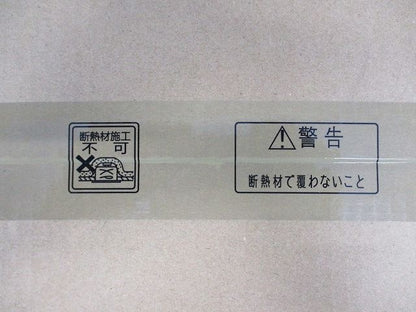 断熱材施工
不可
警告
断熱材で覆わないこと